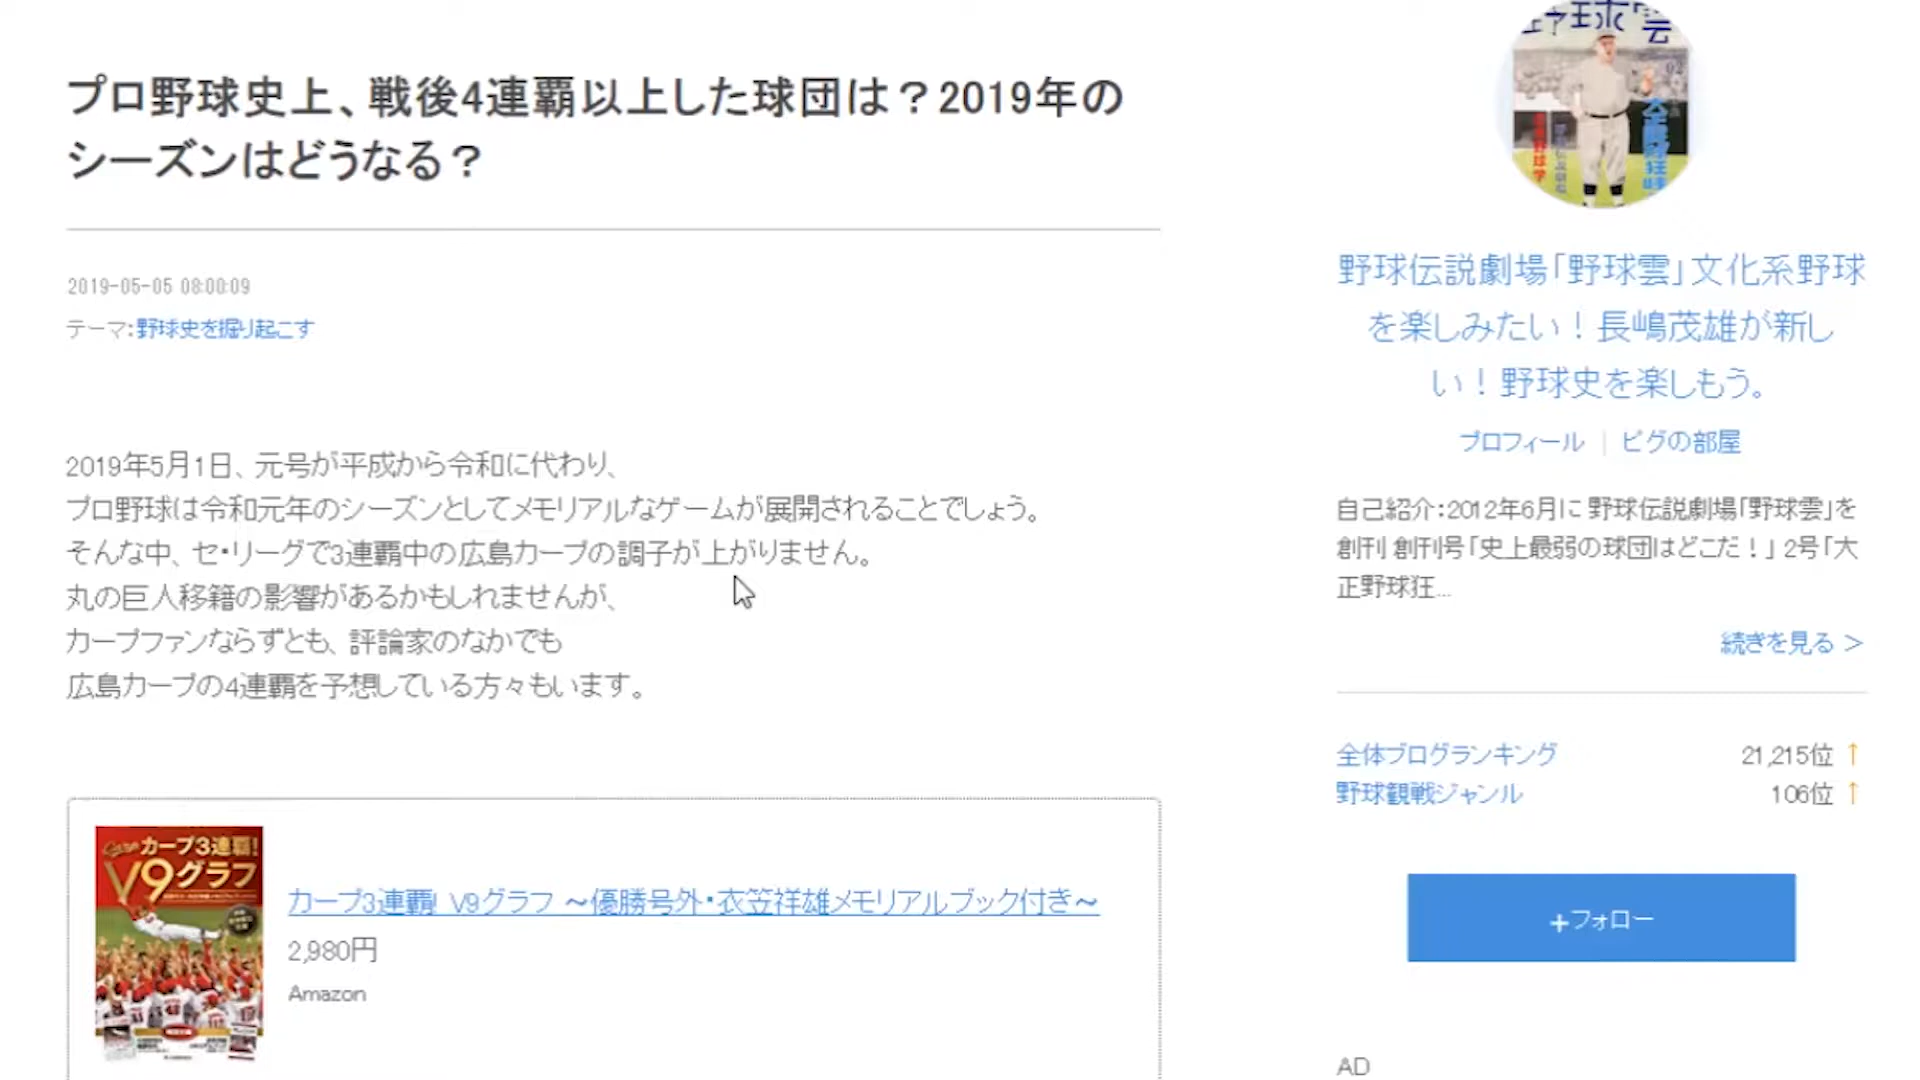 プロ野球史上、戦後4連覇以上した球団は？2019年の
シーズンはどうなる？
2019-05-05 08:00:09
テーマ：野球史を掘り起こす
2019年5月1日、元号が平成から令和に代わり、
プロ野球は令和元年のシーズンとしてメモリアルなゲームが展開されることでしょう。
そんな中、セ・リーグで3連覇中の広島カープの調子が上がりません。
丸の巨人移籍の影響があるかもしれませんが、
カープファンならずとも、評論家のなかでも
広島カープの4連覇を予想している方々もいます。
カープ3連覇!
V9グラフ
カープ3連覇! V9グラフ ～優勝号外・衣笠祥雄メモリアルブック付き～
2,980円
Amazon
野球雲
野球伝説劇場「野球雲」文化系野球
を楽しみたい！長嶋茂雄が新し
い！野球史を楽しもう。
プロフィール | ピグの部屋
自己紹介：2012年6月に 野球伝説劇場「野球雲」を
創刊 創刊号「史上最弱の球団はどこだ！」 2号「大
正野球狂...
続きを見る ＞
全体ブログランキング 21,215位 ↑
野球観戦ジャンル 106位 ↑
+フォロー
AD